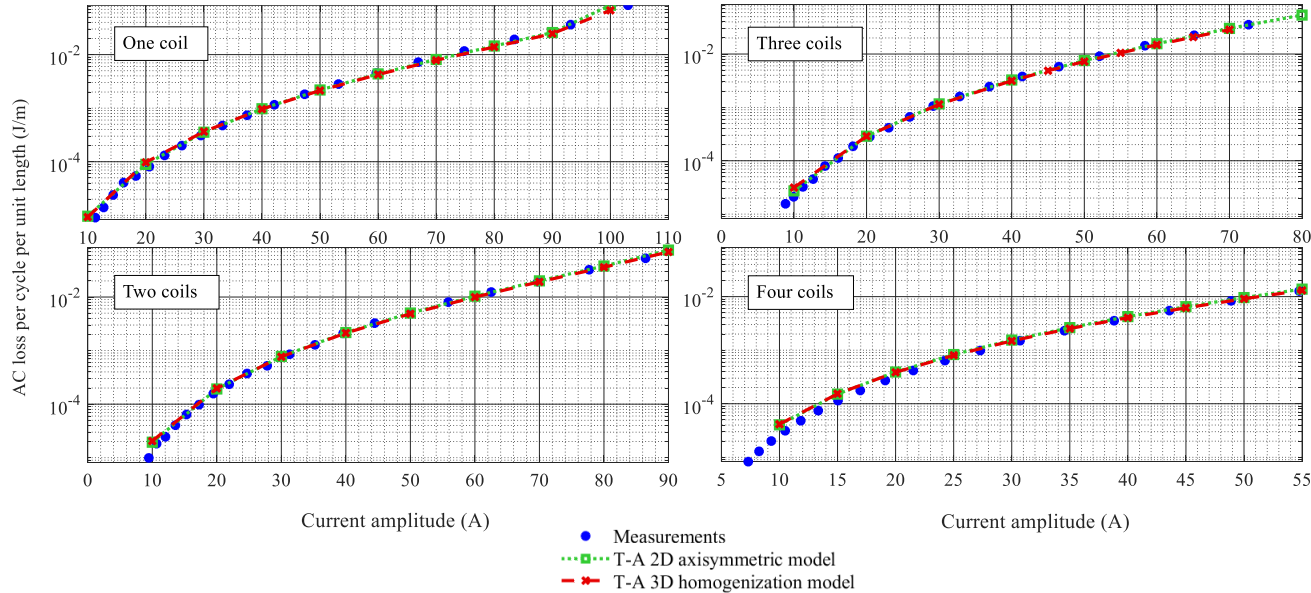 AC loss per cycle per unit length (J/m)
One coil
10^-2
10^-4
10 20 30 40 50 60 70 80 90 100 110
Three coils
10^-2
10^-4
0 10 20 30 40 50 60 70 80
Two coils
10^-2
10^-4
0 10 20 30 40 50 60 70 80 90
Current amplitude (A)
Four coils
10^-2
10^-4
5 10 15 20 25 30 35 40 45 50 55
Current amplitude (A)
Measurements
T-A 2D axisymmetric model
T-A 3D homogenization model